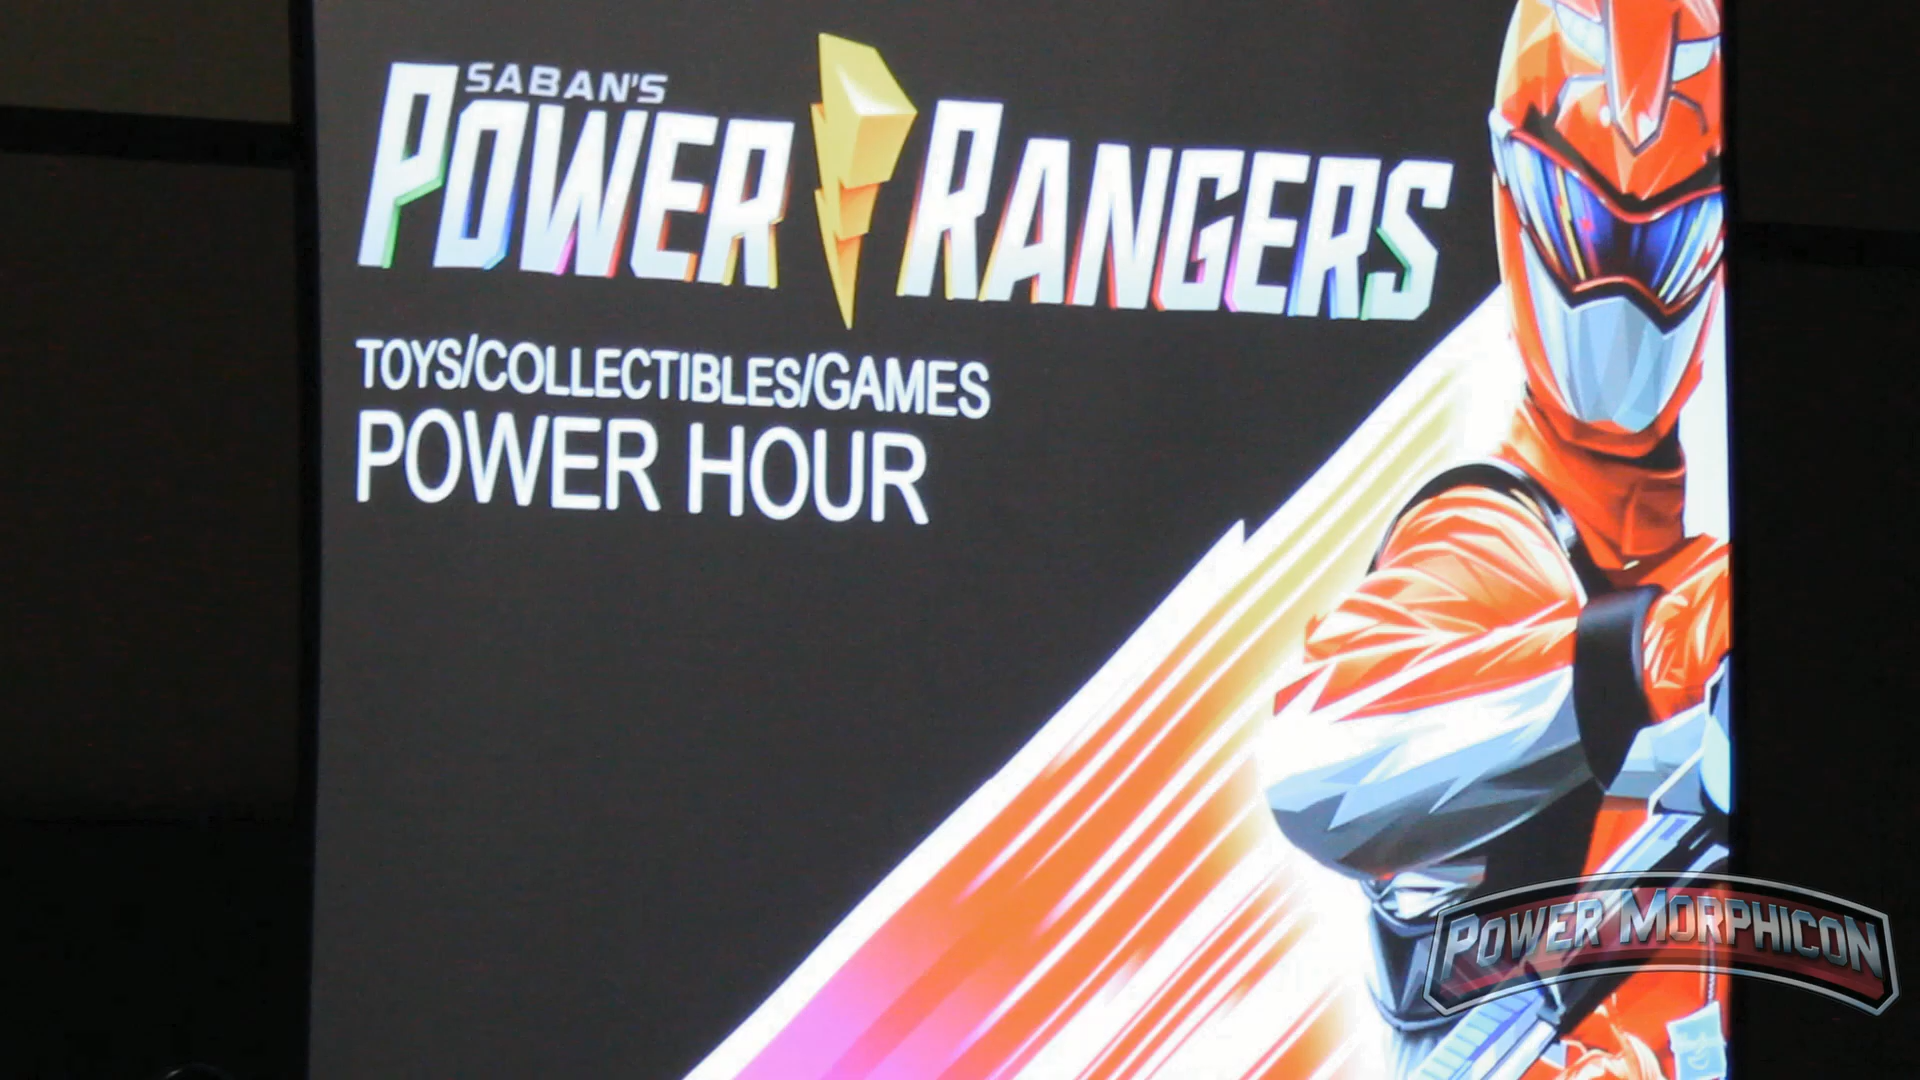 SABAN'S
POWER RANGERS
TOYS/COLLECTIBLES/GAMES
POWER HOUR
POWER MORPHICON